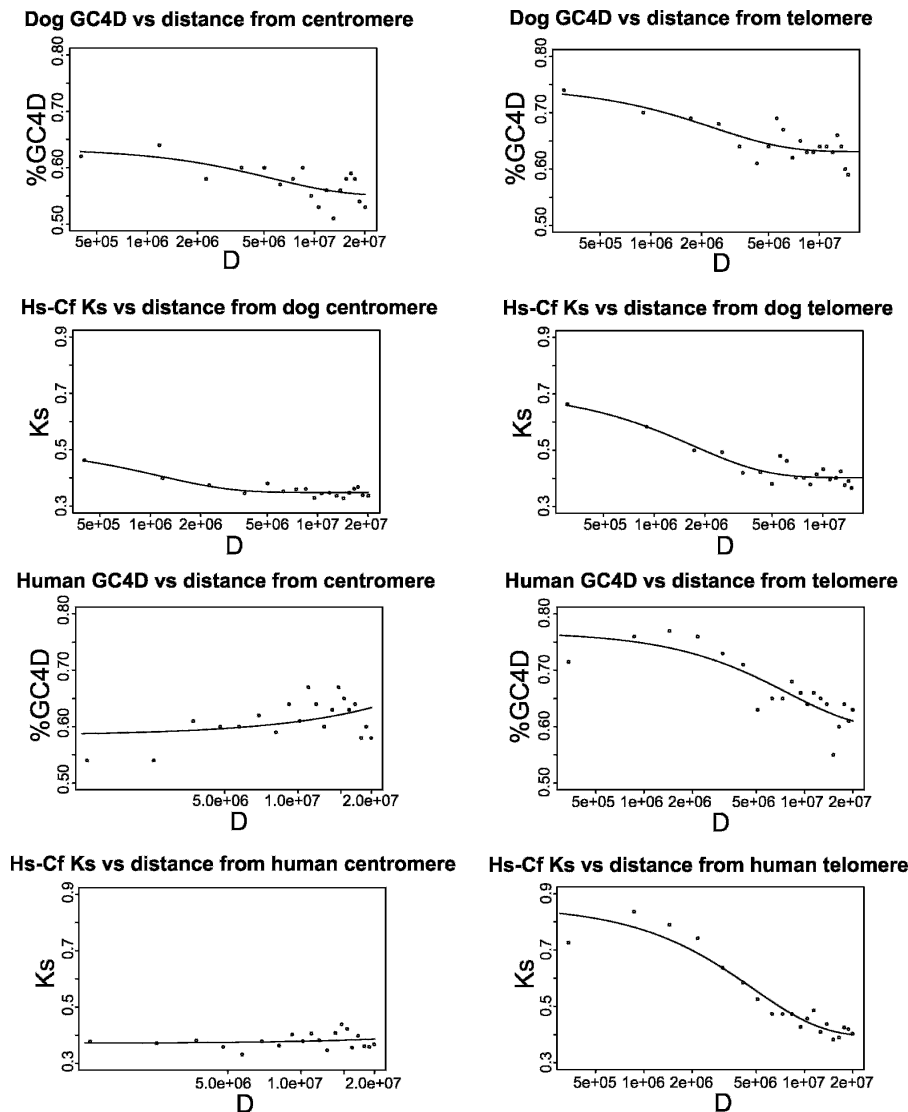 Dog GC4D vs distance from centromere
%GC4D
0.80
0.70
0.60
0.50
5e+05 1e+06 2e+06 5e+06 1e+07 2e+07
D
Dog GC4D vs distance from telomere
%GC4D
0.80
0.70
0.60
0.50
5e+05 1e+06 2e+06 5e+06 1e+07
D
Hs-Cf Ks vs distance from dog centromere
Ks
0.9
0.7
0.5
0.3
5e+05 1e+06 2e+06 5e+06 1e+07 2e+07
D
Hs-Cf Ks vs distance from dog telomere
Ks
0.9
0.7
0.5
0.3
5e+05 1e+06 2e+06 5e+06 1e+07
D
Human GC4D vs distance from centromere
%GC4D
0.80
0.70
0.60
0.50
5.0e+06 1.0e+07 2.0e+07
D
Human GC4D vs distance from telomere
%GC4D
0.80
0.70
0.60
0.50
5e+05 1e+06 2e+06 5e+06 1e+07 2e+07
D
Hs-Cf Ks vs distance from human centromere
Ks
0.9
0.7
0.5
0.3
5.0e+06 1.0e+07 2.0e+07
D
Hs-Cf Ks vs distance from human telomere
Ks
0.9
0.7
0.5
0.3
5e+05 1e+06 2e+06 5e+06 1e+07 2e+07
D